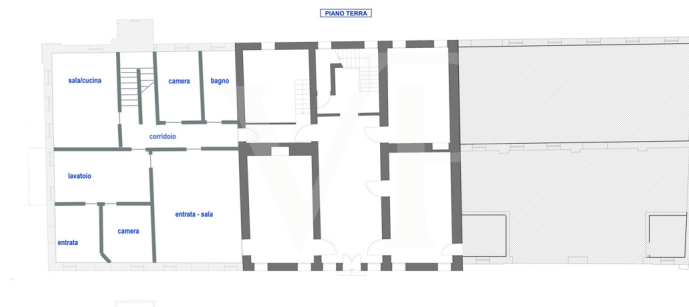 PIANO TERRA
sala/cucina
camera
bagno
corridoio
lavatoio
entrata - sala
entrata
camera